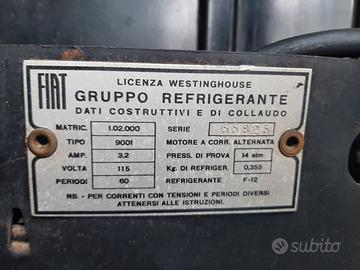 FIAT
LICENZA WESTINGHOUSE
GRUPPO REFRIGERANTE
DATI COSTRUTTIVI E DI COLLAUDO
MATRIC. 1.02.000 SERIE
TIPO 9001 MOTORE A CORR. ALTERNATA
AMP. 3.2 PRESS. DI PROVA 14 atm
VOLTA 115 Kg. DI REFRIGER. 0,355
PERIODI 60 REFRIGERANTE F-12
NB. - PER CORRENTI CON TENSIONI E PERIODI DIVERSI
ATTENERSI ALLE ISTRUZIONI.
subito